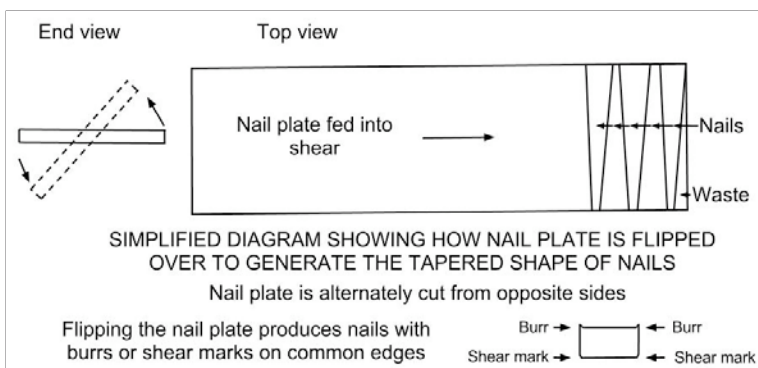 End view
Top view
Nail plate fed into
shear
Nails
Waste
SIMPLIFIED DIAGRAM SHOWING HOW NAIL PLATE IS FLIPPED
OVER TO GENERATE THE TAPERED SHAPE OF NAILS
Nail plate is alternately cut from opposite sides
Flipping the nail plate produces nails with
burrs or shear marks on common edges
Burr
Burr
Shear mark
Shear mark